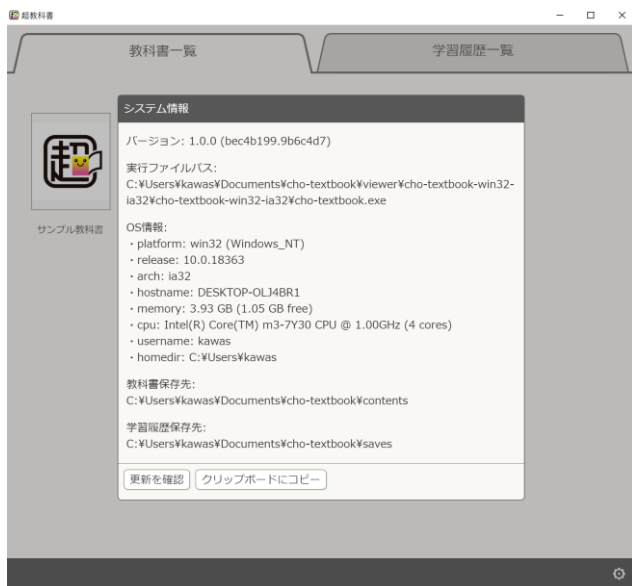 超教科書
教科書一覧
学習履歴一覧
超
サンプル教科書
システム情報
バージョン: 1.0.0 (bec4b199.9b6c4d7)
実行ファイルパス:
C:¥Users¥kawas¥Documents¥cho-textbook¥viewer¥cho-textbook-win32-
ia32¥cho-textbook-win32-ia32¥cho-textbook.exe
OS情報:
・platform: win32 (Windows_NT)
・release: 10.0.18363
・arch: ia32
・hostname: DESKTOP-OLJ4BR1
・memory: 3.93 GB (1.05 GB free)
・cpu: Intel(R) Core(TM) m3-7Y30 CPU @ 1.00GHz (4 cores)
・username: kawas
・homedir: C:¥Users¥kawas
教科書保存先:
C:¥Users¥kawas¥Documents¥cho-textbook¥contents
学習履歴保存先:
C:¥Users¥kawas¥Documents¥cho-textbook¥saves
更新を確認
クリップボードにコピー